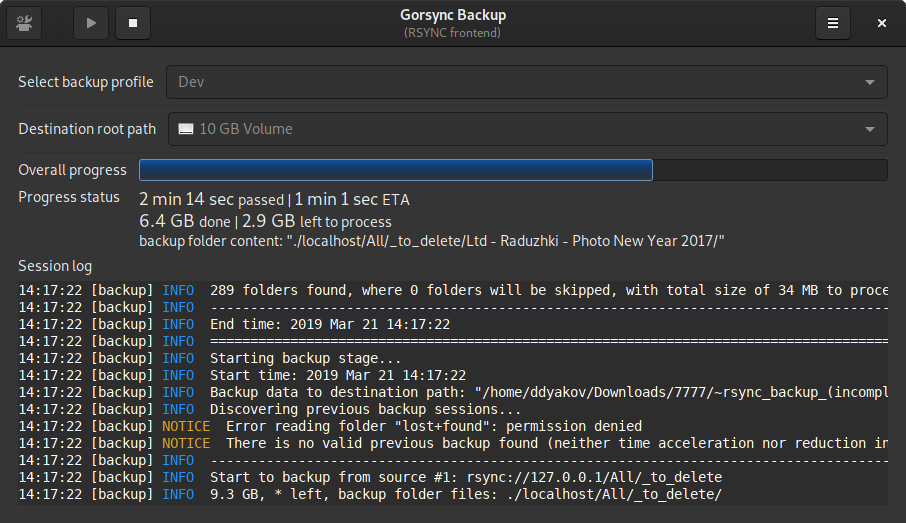 Gorsync Backup
(RSYNC frontend)
Select backup profile Dev
Destination root path 10 GB Volume
Overall progress
Progress status 2 min 14 sec passed | 1 min 1 sec ETA
6.4 GB done | 2.9 GB left to process
backup folder content: "./localhost/All/_to_delete/Ltd - Raduzhki - Photo New Year 2017/"
Session log
14:17:22 [backup] INFO 289 folders found, where 0 folders will be skipped, with total size of 34 MB to proce
14:17:22 [backup] INFO --------------------------------------------------------------------------------------
14:17:22 [backup] INFO End time: 2019 Mar 21 14:17:22
14:17:22 [backup] INFO =====================================================================================
14:17:22 [backup] INFO Starting backup stage...
14:17:22 [backup] INFO Start time: 2019 Mar 21 14:17:22
14:17:22 [backup] INFO Backup data to destination path: "/home/ddyakov/Downloads/7777/~rsync_backup_(incompl
14:17:22 [backup] INFO Discovering previous backup sessions...
14:17:22 [backup] NOTICE Error reading folder "lost+found": permission denied
14:17:22 [backup] NOTICE There is no valid previous backup found (neither time acceleration nor reduction in
14:17:22 [backup] INFO --------------------------------------------------------------------------------------
14:17:22 [backup] INFO Start to backup from source #1: rsync://127.0.0.1/All/_to_delete
14:17:22 [backup] INFO 9.3 GB, * left, backup folder files: ./localhost/All/_to_delete/